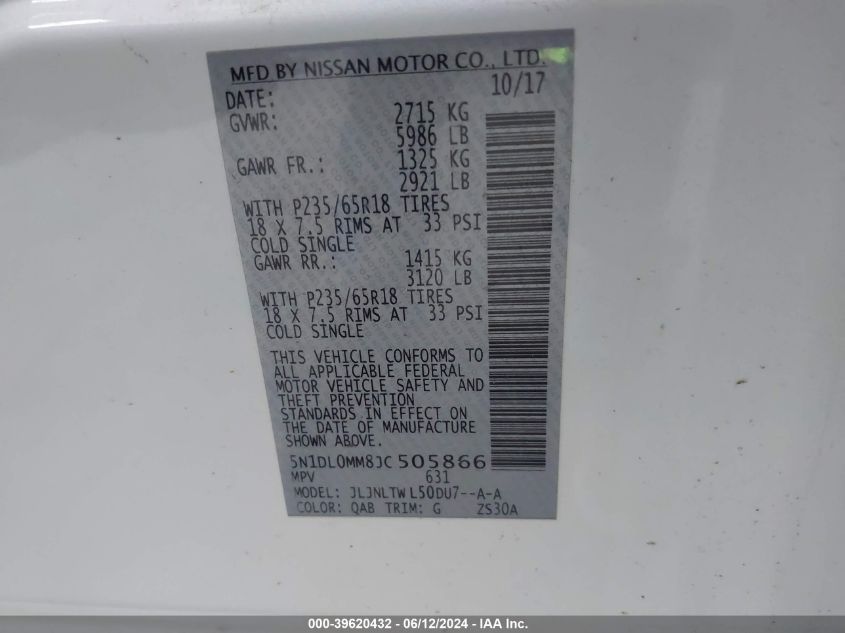 MFD BY NISSAN MOTOR CO., LTD.
DATE: 10/17
GVWR: 2715 KG
5986 LB
GAWR FR.: 1325 KG
2921 LB
WITH P235/65R18 TIRES
18 X 7.5 RIMS AT 33 PSI
COLD SINGLE
GAWR RR.: 1415 KG
3120 LB
WITH P235/65R18 TIRES
18 X 7.5 RIMS AT 33 PSI
COLD SINGLE
THIS VEHICLE CONFORMS TO
ALL APPLICABLE FEDERAL
MOTOR VEHICLE SAFETY AND
THEFT PREVENTION
STANDARDS IN EFFECT ON
THE DATE OF MANUFACTURE
SHOWN ABOVE.
5N1DL0MM8JC505866
MPV 631
MODEL: JLJNLTW L50DU7--A-A
COLOR: QAB TRIM: G ZS30A
000-39620432 - 06/12/2024 - IAA Inc.